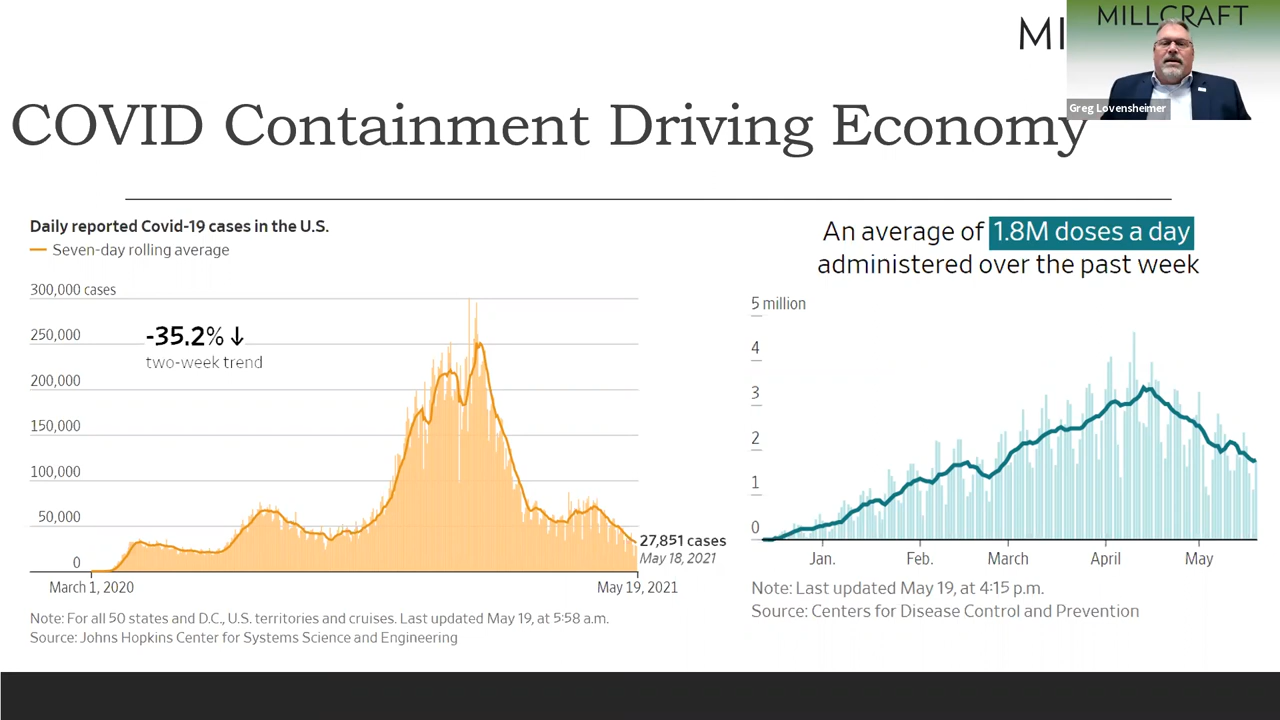 MI
MILLCRAFT
Greg Lovensheimer
COVID Containment Driving Economy
Daily reported Covid-19 cases in the U.S.
Seven-day rolling average
300,000 cases
250,000
200,000
150,000
100,000
50,000
0
-35.2% ↓
two-week trend
27,851 cases
May 18, 2021
March 1, 2020
May 19, 2021
Note: For all 50 states and D.C., U.S. territories and cruises. Last updated May 19, at 5:58 a.m.
Source: Johns Hopkins Center for Systems Science and Engineering
An average of 1.8M doses a day
administered over the past week
5 million
4
3
2
1
0
Jan. Feb. March April May
Note: Last updated May 19, at 4:15 p.m.
Source: Centers for Disease Control and Prevention